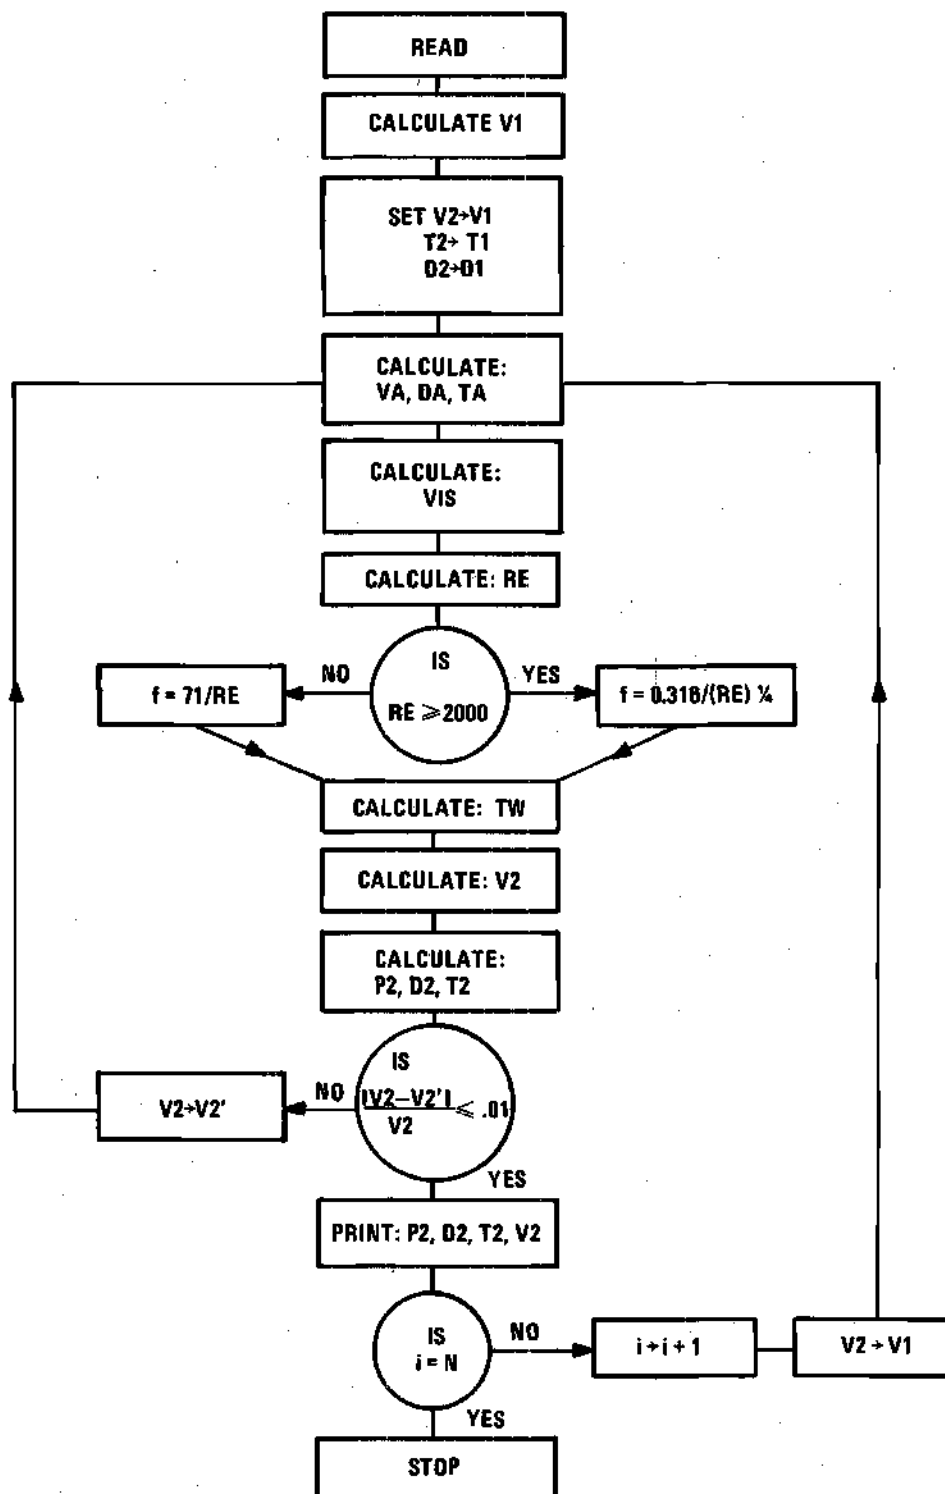 READ
CALCULATE V1
SET V2→V1
T2→ T1
D2→D1
CALCULATE:
VA, DA, TA
CALCULATE:
VIS
CALCULATE: RE
IS
RE ≥2000
NO
YES
f = 71/RE
f = 0.316/(RE) ¼
CALCULATE: TW
CALCULATE: V2
CALCULATE:
P2, D2, T2
IS
|V2–V2'|
V2
≤ .01
NO
V2→V2'
YES
PRINT: P2, D2, T2, V2
IS
i = N
NO
i→i + 1
V2→V1
YES
STOP